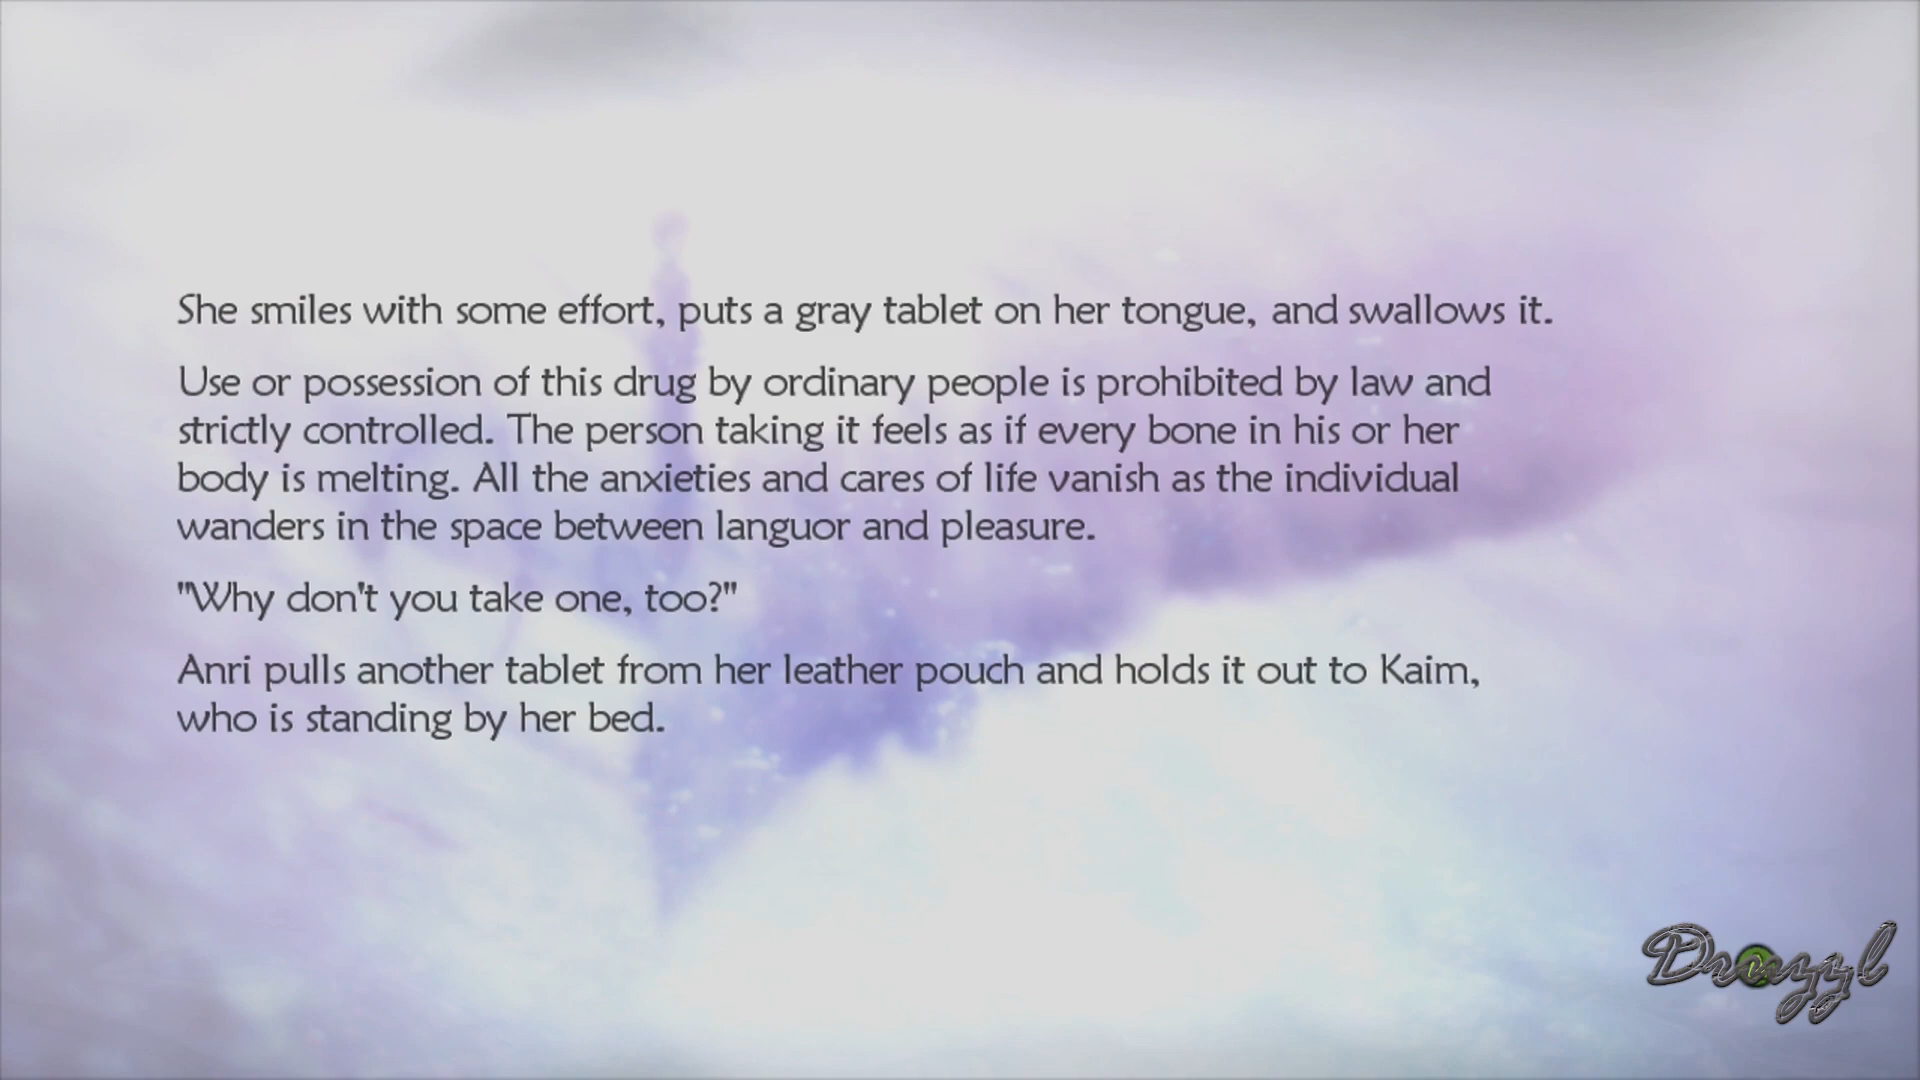 She smiles with some effort, puts a gray tablet on her tongue, and swallows it.
Use or possession of this drug by ordinary people is prohibited by law and
strictly controlled. The person taking it feels as if every bone in his or her
body is melting. All the anxieties and cares of life vanish as the individual
wanders in the space between languor and pleasure.
"Why don't you take one, too?"
Anri pulls another tablet from her leather pouch and holds it out to Kaim,
who is standing by her bed.